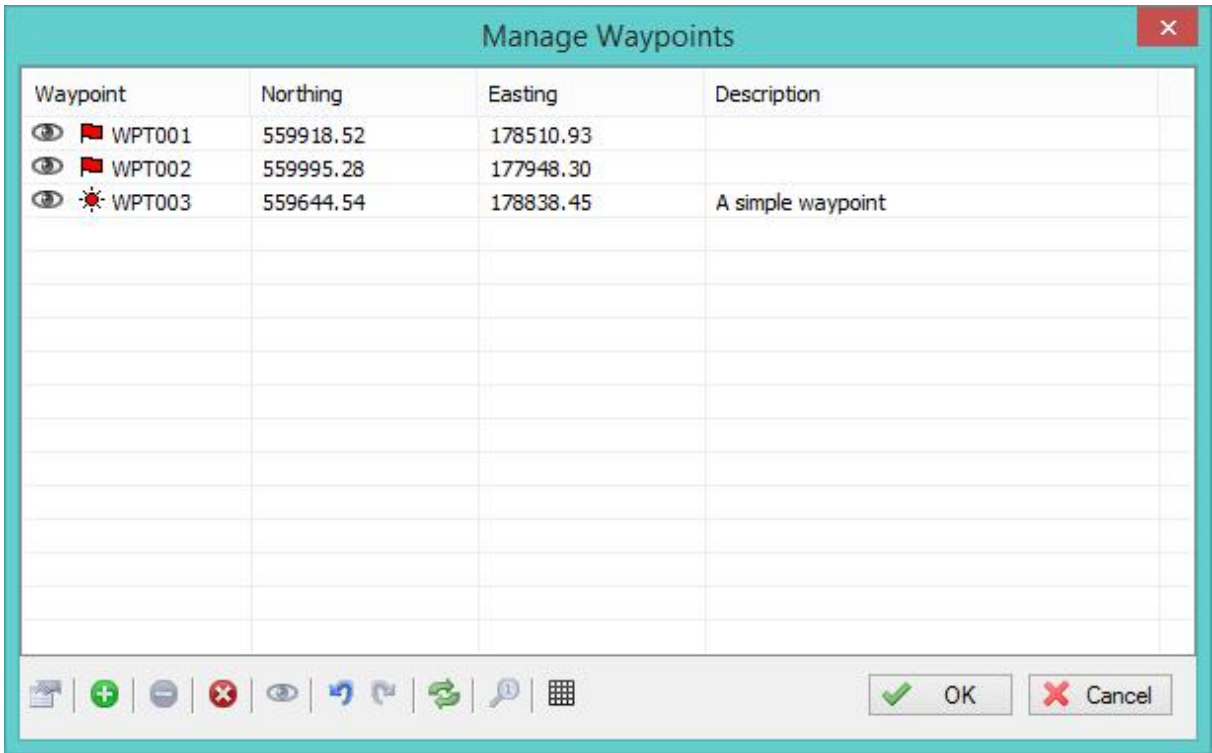 Manage Waypoints
Waypoint Northing Easting Description
WPT001 559918.52 178510.93
WPT002 559995.28 177948.30
WPT003 559644.54 178838.45 A simple waypoint
1 OK Cancel